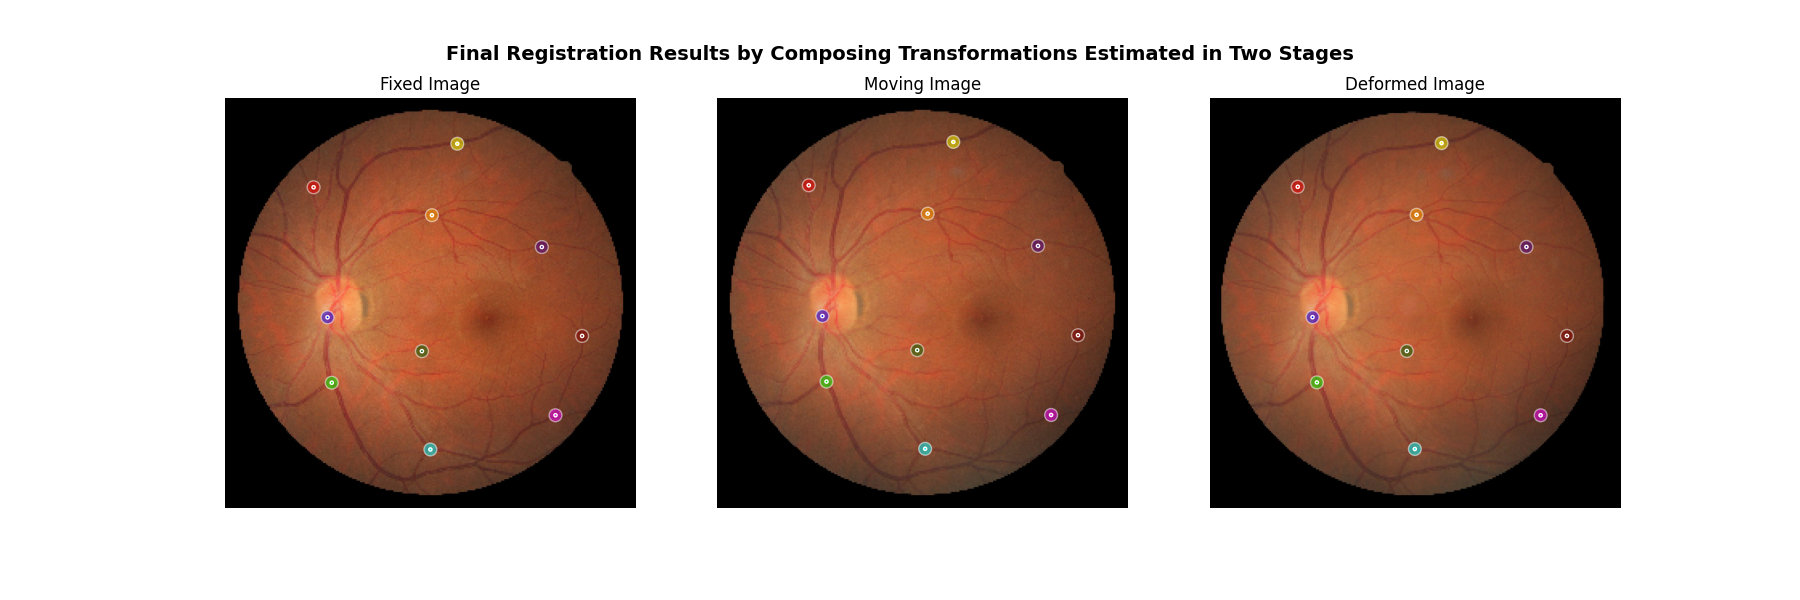 Final Registration Results by Composing Transformations Estimated in Two Stages
Fixed Image
Moving Image
Deformed Image